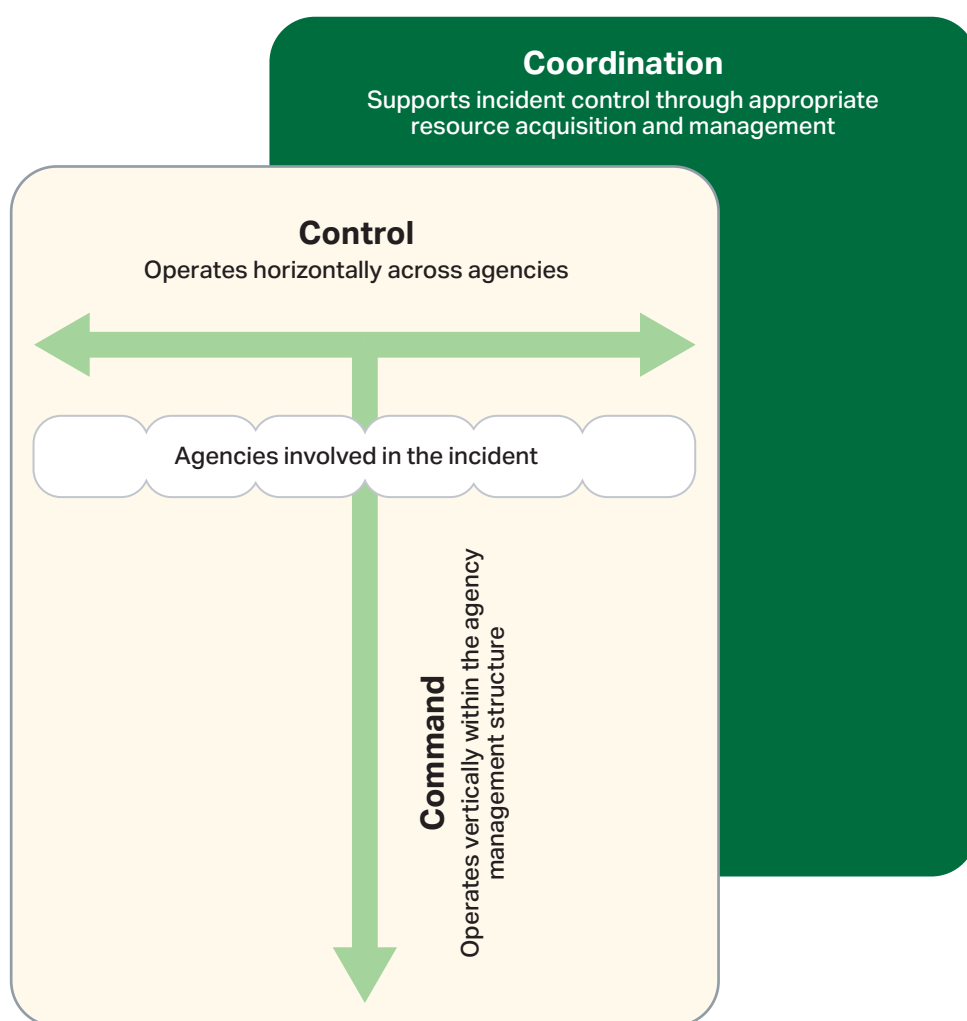 Coordination
Supports incident control through appropriate
resource acquisition and management
Control
Operates horizontally across agencies
Agencies involved in the incident
Command
Operates vertically within the agency
management structure